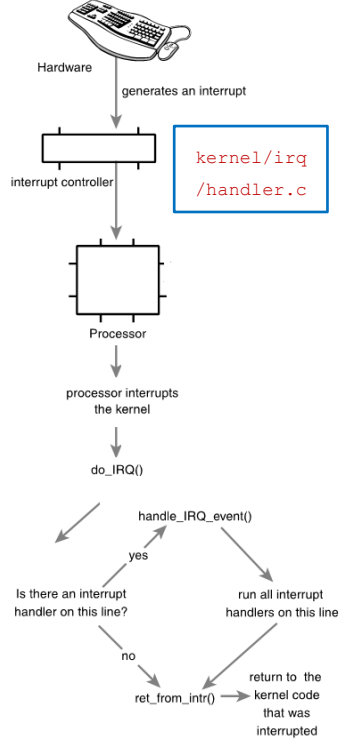 Hardware
generates an interrupt
interrupt controller
kernel/irq
/handler.c
Processor
processor interrupts
the kernel
do_IRQ()
handle_IRQ_event()
yes
Is there an interrupt
handler on this line?
run all interrupt
handlers on this line
no
ret_from_intr()
return to the
kernel code
that was
interrupted